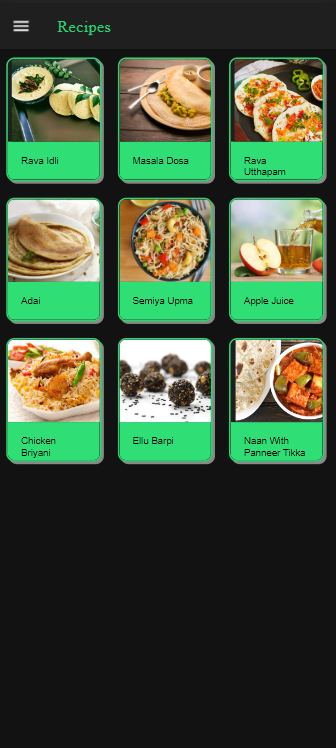 Recipes
Rava Idli
Masala Dosa
Rava
Utthapam
Adai
Semiya Upma
Apple Juice
Chicken
Briyani
Ellu Barpi
Naan With
Panneer Tikka